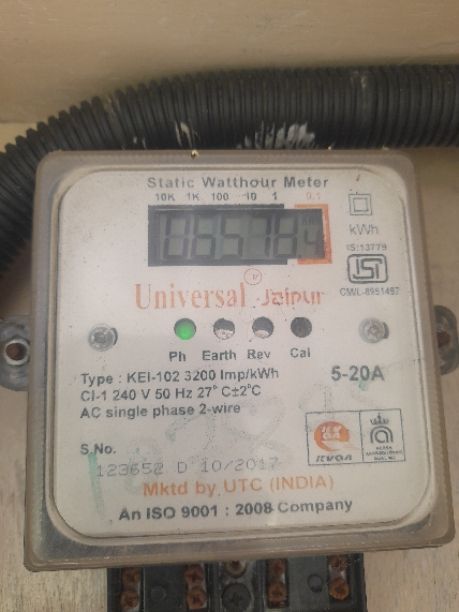 Static Watthour Meter
10K 1K 100 10 1 0.1
kWh
IS:13779
Universal Jaipur
Ph Earth Rev Cal
Type : KEI-102 3200 Imp/kWh
5-20A
Cl-1 240 V 50 Hz 27° C±2°C
AC single phase 2-wire
S.No.
123652 D 10/2017
Mktd by UTC (INDIA)
An ISO 9001 : 2008 Company